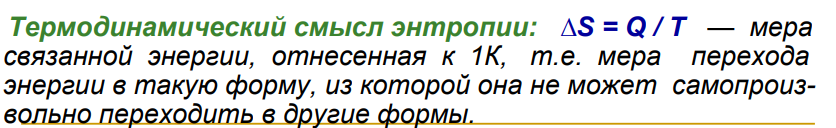 Термодинамический смысл энтропии: ∆S = Q / T — мера
связанной энергии, отнесенная к 1К, т.е. мера перехода
энергии в такую форму, из которой она не может самопроиз-
вольно переходить в другие формы.